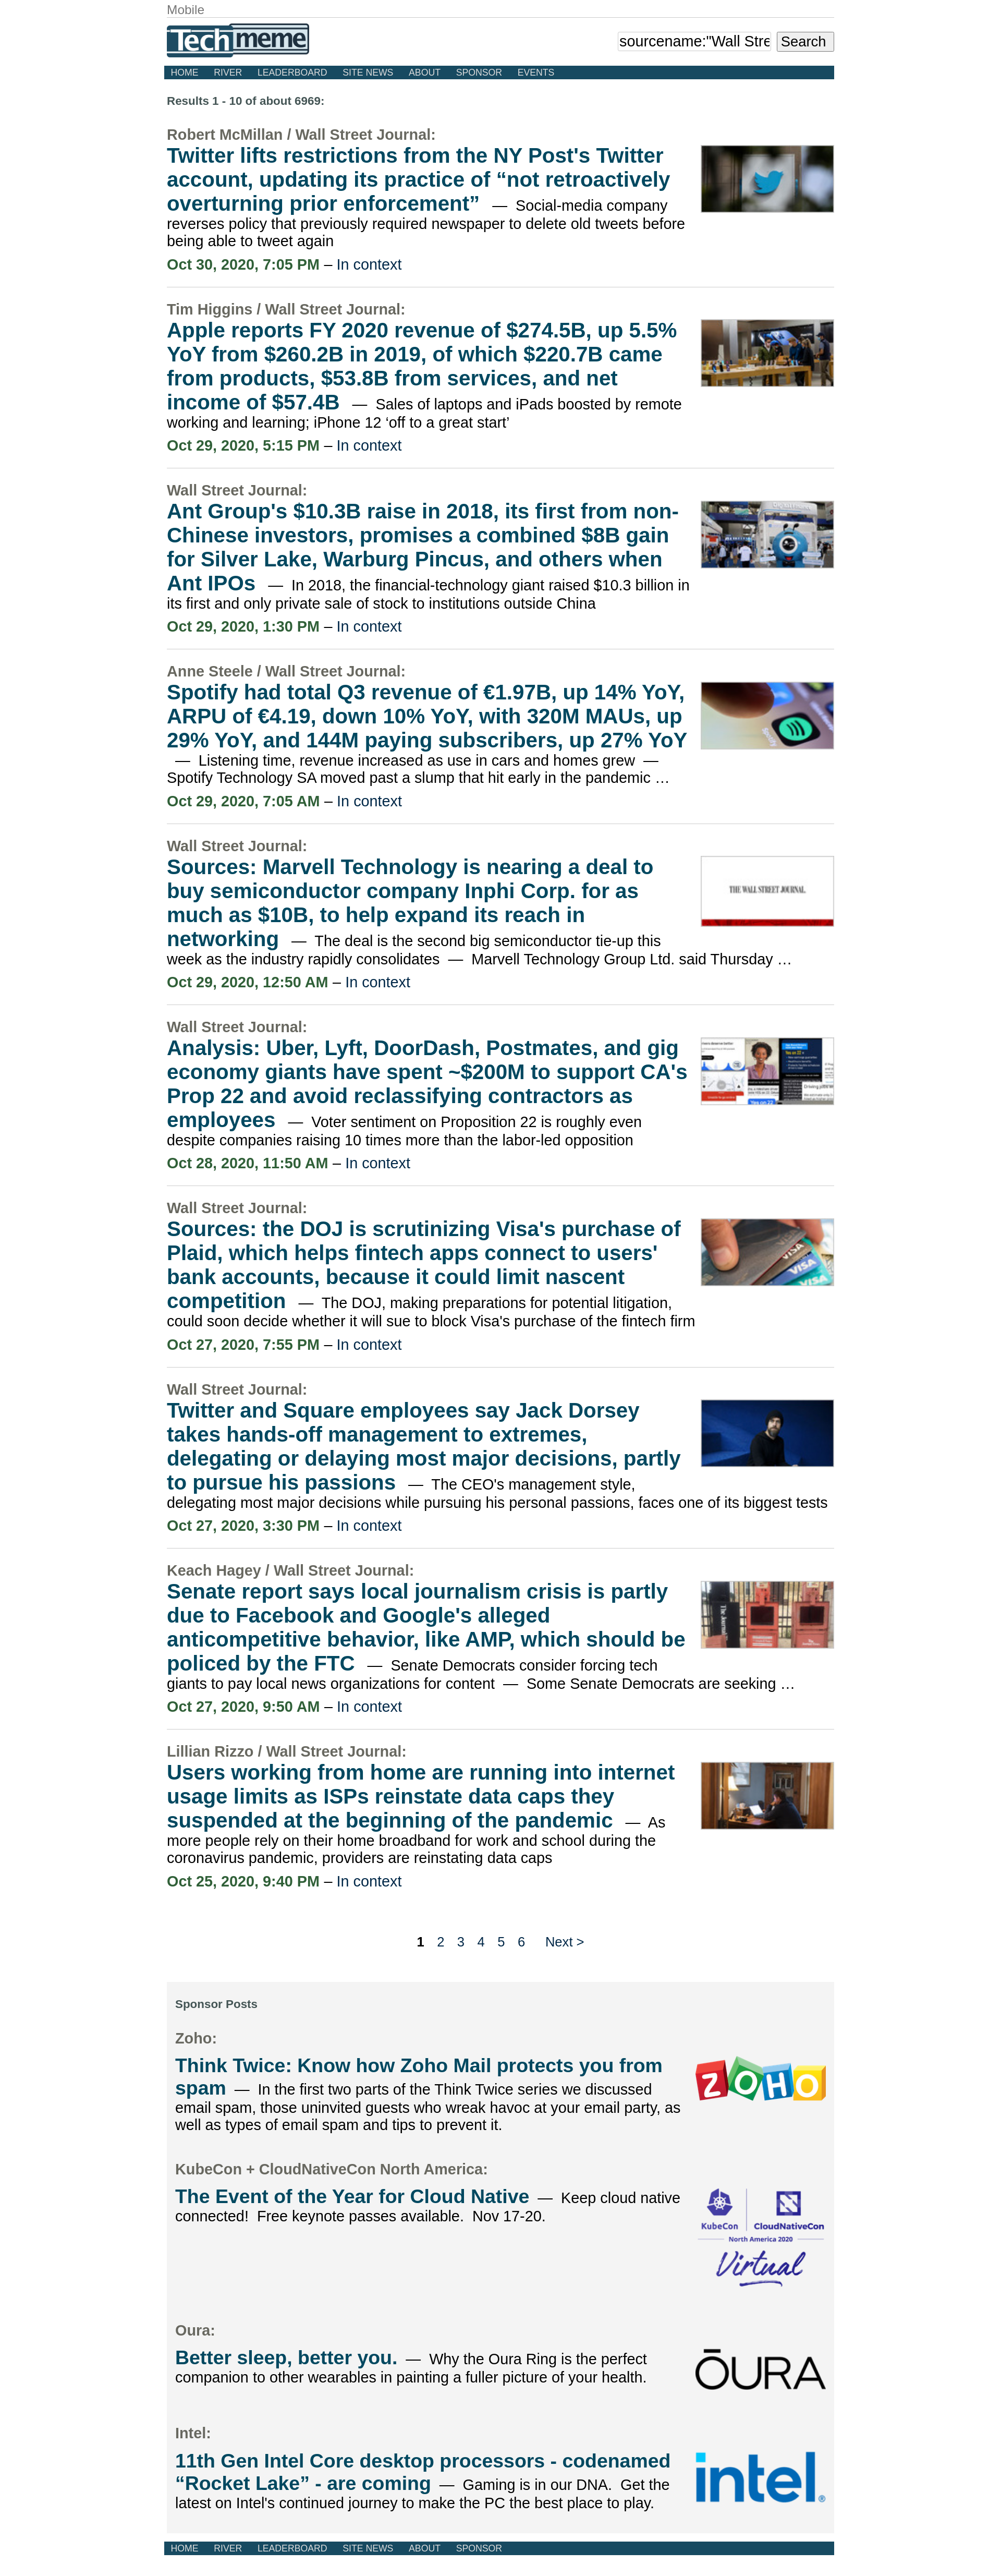 Mobile
Techmeme
sourcename:"Wall Stre
Search
HOME RIVER LEADERBOARD SITE NEWS ABOUT SPONSOR EVENTS
Results 1 - 10 of about 6969:
Robert McMillan / Wall Street Journal:
Twitter lifts restrictions from the NY Post's Twitter
account, updating its practice of “not retroactively
overturning prior enforcement” — Social-media company
reverses policy that previously required newspaper to delete old tweets before
being able to tweet again
Oct 30, 2020, 7:05 PM – In context
Tim Higgins / Wall Street Journal:
Apple reports FY 2020 revenue of $274.5B, up 5.5%
YoY from $260.2B in 2019, of which $220.7B came
from products, $53.8B from services, and net
income of $57.4B — Sales of laptops and iPads boosted by remote
working and learning; iPhone 12 ‘off to a great start’
Oct 29, 2020, 5:15 PM – In context
Wall Street Journal:
Ant Group's $10.3B raise in 2018, its first from non-
Chinese investors, promises a combined $8B gain
for Silver Lake, Warburg Pincus, and others when
Ant IPOs — In 2018, the financial-technology giant raised $10.3 billion in
its first and only private sale of stock to institutions outside China
Oct 29, 2020, 1:30 PM – In context
Anne Steele / Wall Street Journal:
Spotify had total Q3 revenue of €1.97B, up 14% YoY,
ARPU of €4.19, down 10% YoY, with 320M MAUs, up
29% YoY, and 144M paying subscribers, up 27% YoY
— Listening time, revenue increased as use in cars and homes grew —
Spotify Technology SA moved past a slump that hit early in the pandemic …
Oct 29, 2020, 7:05 AM – In context
Wall Street Journal:
Sources: Marvell Technology is nearing a deal to
buy semiconductor company Inphi Corp. for as
much as $10B, to help expand its reach in
networking — The deal is the second big semiconductor tie-up this
week as the industry rapidly consolidates — Marvell Technology Group Ltd. said Thursday …
THE WALL STREET JOURNAL.
Oct 29, 2020, 12:50 AM – In context
Wall Street Journal:
Analysis: Uber, Lyft, DoorDash, Postmates, and gig
economy giants have spent ~$200M to support CA's
Prop 22 and avoid reclassifying contractors as
employees — Voter sentiment on Proposition 22 is roughly even
despite companies raising 10 times more than the labor-led opposition
Oct 28, 2020, 11:50 AM – In context
Wall Street Journal:
Sources: the DOJ is scrutinizing Visa's purchase of
Plaid, which helps fintech apps connect to users'
bank accounts, because it could limit nascent
competition — The DOJ, making preparations for potential litigation,
could soon decide whether it will sue to block Visa's purchase of the fintech firm
VISA
VISA
Oct 27, 2020, 7:55 PM – In context
Wall Street Journal:
Twitter and Square employees say Jack Dorsey
takes hands-off management to extremes,
delegating or delaying most major decisions, partly
to pursue his passions — The CEO's management style,
delegating most major decisions while pursuing his personal passions, faces one of its biggest tests
Oct 27, 2020, 3:30 PM – In context
Keach Hagey / Wall Street Journal:
Senate report says local journalism crisis is partly
due to Facebook and Google's alleged
anticompetitive behavior, like AMP, which should be
policed by the FTC — Senate Democrats consider forcing tech
giants to pay local news organizations for content — Some Senate Democrats are seeking …
Oct 27, 2020, 9:50 AM – In context
Lillian Rizzo / Wall Street Journal:
Users working from home are running into internet
usage limits as ISPs reinstate data caps they
suspended at the beginning of the pandemic — As
more people rely on their home broadband for work and school during the
coronavirus pandemic, providers are reinstating data caps
Oct 25, 2020, 9:40 PM – In context
1 2 3 4 5 6 Next >
Sponsor Posts
Zoho:
Think Twice: Know how Zoho Mail protects you from
spam — In the first two parts of the Think Twice series we discussed
email spam, those uninvited guests who wreak havoc at your email party, as
well as types of email spam and tips to prevent it.
ZOHO
KubeCon + CloudNativeCon North America:
The Event of the Year for Cloud Native — Keep cloud native
connected! Free keynote passes available. Nov 17-20.
KubeCon CloudNativeCon
North America 2020
Virtual
Oura:
Better sleep, better you. — Why the Oura Ring is the perfect
companion to other wearables in painting a fuller picture of your health.
ŌURA
Intel:
11th Gen Intel Core desktop processors - codenamed
“Rocket Lake” - are coming — Gaming is in our DNA. Get the
latest on Intel's continued journey to make the PC the best place to play.
intel®
HOME RIVER LEADERBOARD SITE NEWS ABOUT SPONSOR